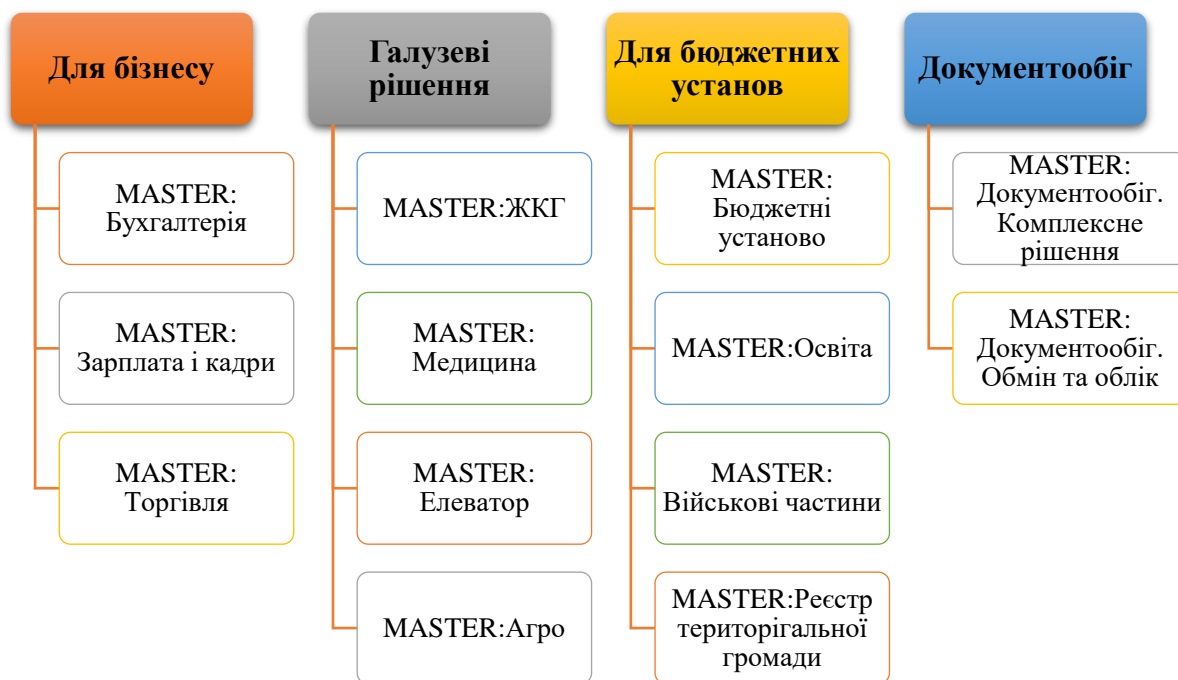 Для бізнесу
MASTER:
Бухгалтерія
MASTER:
Зарплата і кадри
MASTER:
Торгівля
Галузеві
рішення
MASTER:ЖКГ
MASTER:
Медицина
MASTER:
Елеватор
MASTER:Агро
Для бюджетних
установ
MASTER:
Бюджетні
установо
MASTER:Освіта
MASTER:
Військові частини
MASTER:Реєстр
територігальної
громади
Документообіг
MASTER:
Документообіг.
Комплексне
рішення
MASTER:
Документообіг.
Обмін та облік